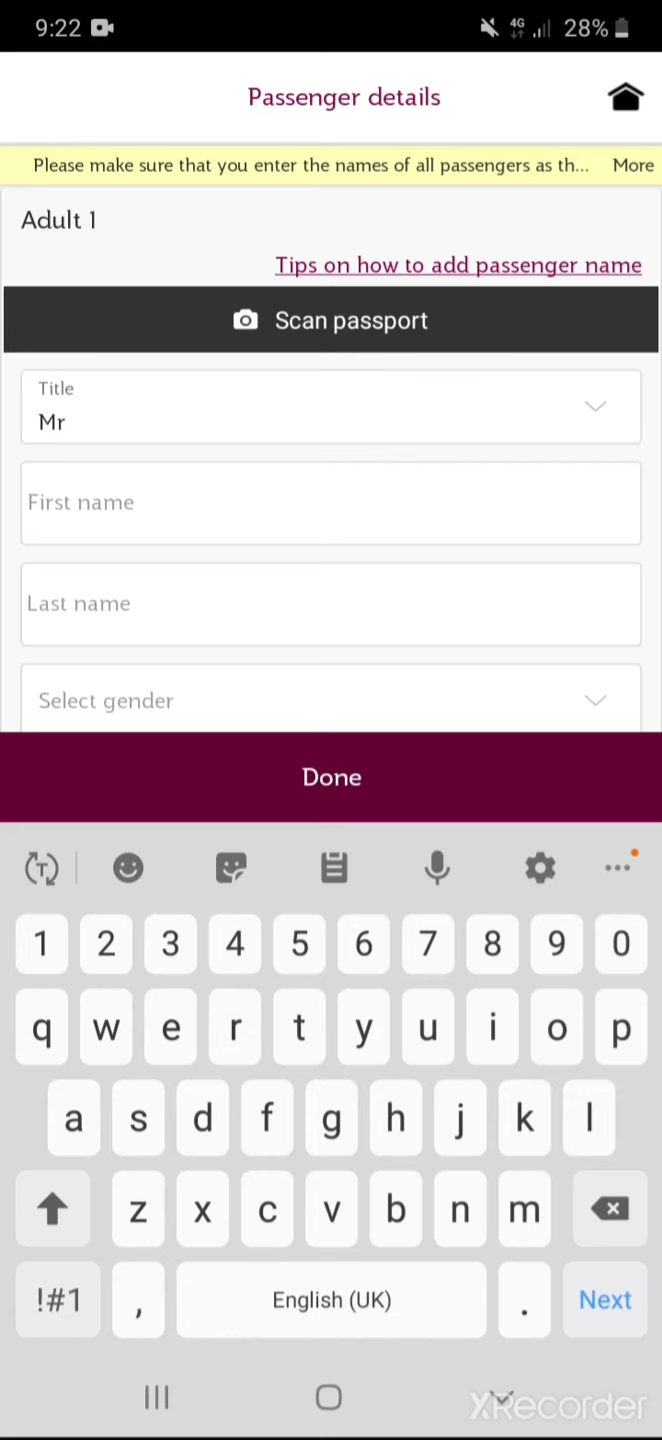 9:22 4G 28%
Passenger details
Please make sure that you enter the names of all passengers as th... More
Adult 1
Tips on how to add passenger name
Scan passport
Title
Mr
First name
Last name
Select gender
Done
T
1 2 3 4 5 6 7 8 9 0
q w e r t y u i o p
a s d f g h j k l
z x c v b n m
!#1 , English (UK) . Next
XRecorder